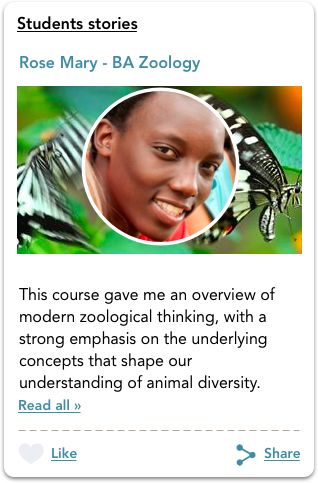 Students stories
Rose Mary - BA Zoology
This course gave me an overview of
modern zoological thinking, with a
strong emphasis on the underlying
concepts that shape our
understanding of animal diversity.
Read all »
Like
Share